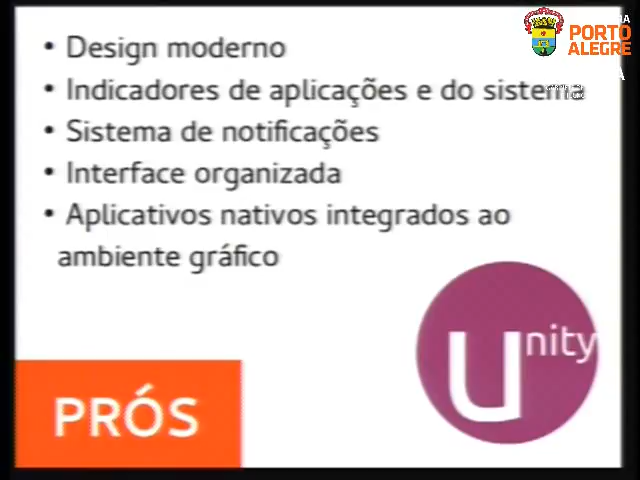 • Design moderno
• Indicadores de aplicações e do sistema
• Sistema de notificações
• Interface organizada
• Aplicativos nativos integrados ao
ambiente gráfico
PORTO
ALEGRE
Unity
PRÓS